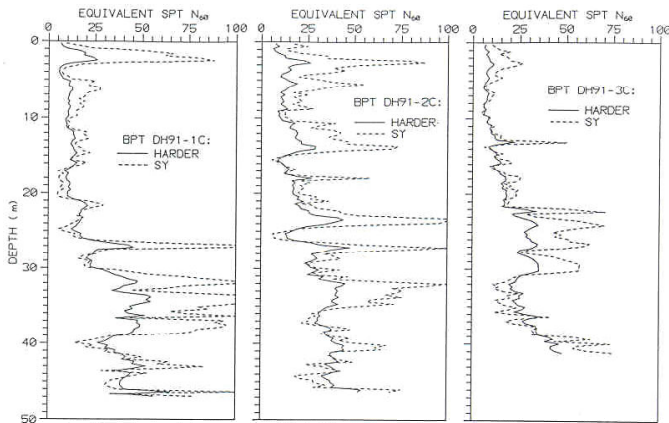 EQUIVALENT SPT N₆₀
0 25 50 75 100
EQUIVALENT SPT N₆₀
0 25 50 75 100
EQUIVALENT SPT N₆₀
0 25 50 75 100
0
10
20
30
40
50
DEPTH (m)
BPT DH91-1C:
HARDER
SY
BPT DH91-2C:
HARDER
SY
BPT DH91-3C:
HARDER
SY